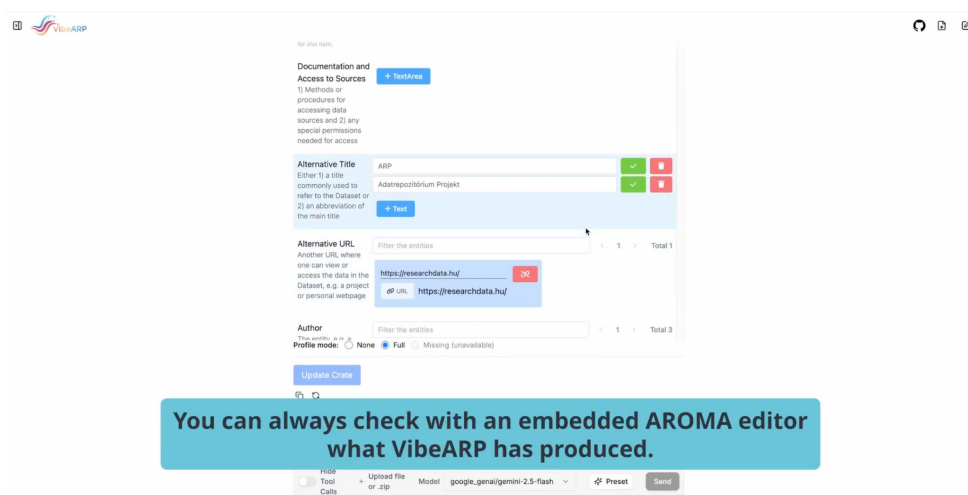 VibeARP
for this item.
Documentation and
Access to Sources
1) Methods or
procedures for
accessing data
sources and 2) any
special permissions
needed for access
+ TextArea
Alternative Title
Either 1) a title
commonly used to
refer to the Dataset or
2) an abbreviation of
the main title
ARP
Adatrepozitórium Projekt
+ Text
Alternative URL
Another URL where
one can view or
access the data in the
Dataset, e.g. a project
or personal webpage
Filter the entities
< 1 > Total 1
https://researchdata.hu/
URL https://researchdata.hu/
Author
The entity, e.g. a
Filter the entities
< 1 > Total 3
Profile mode: None Full Missing (unavailable)
Update Crate
You can always check with an embedded AROMA editor
what VibeARP has produced.
Hide
Tool
Calls
+ Upload file
or .zip
Model google_genai/gemini-2.5-flash
Preset
Send